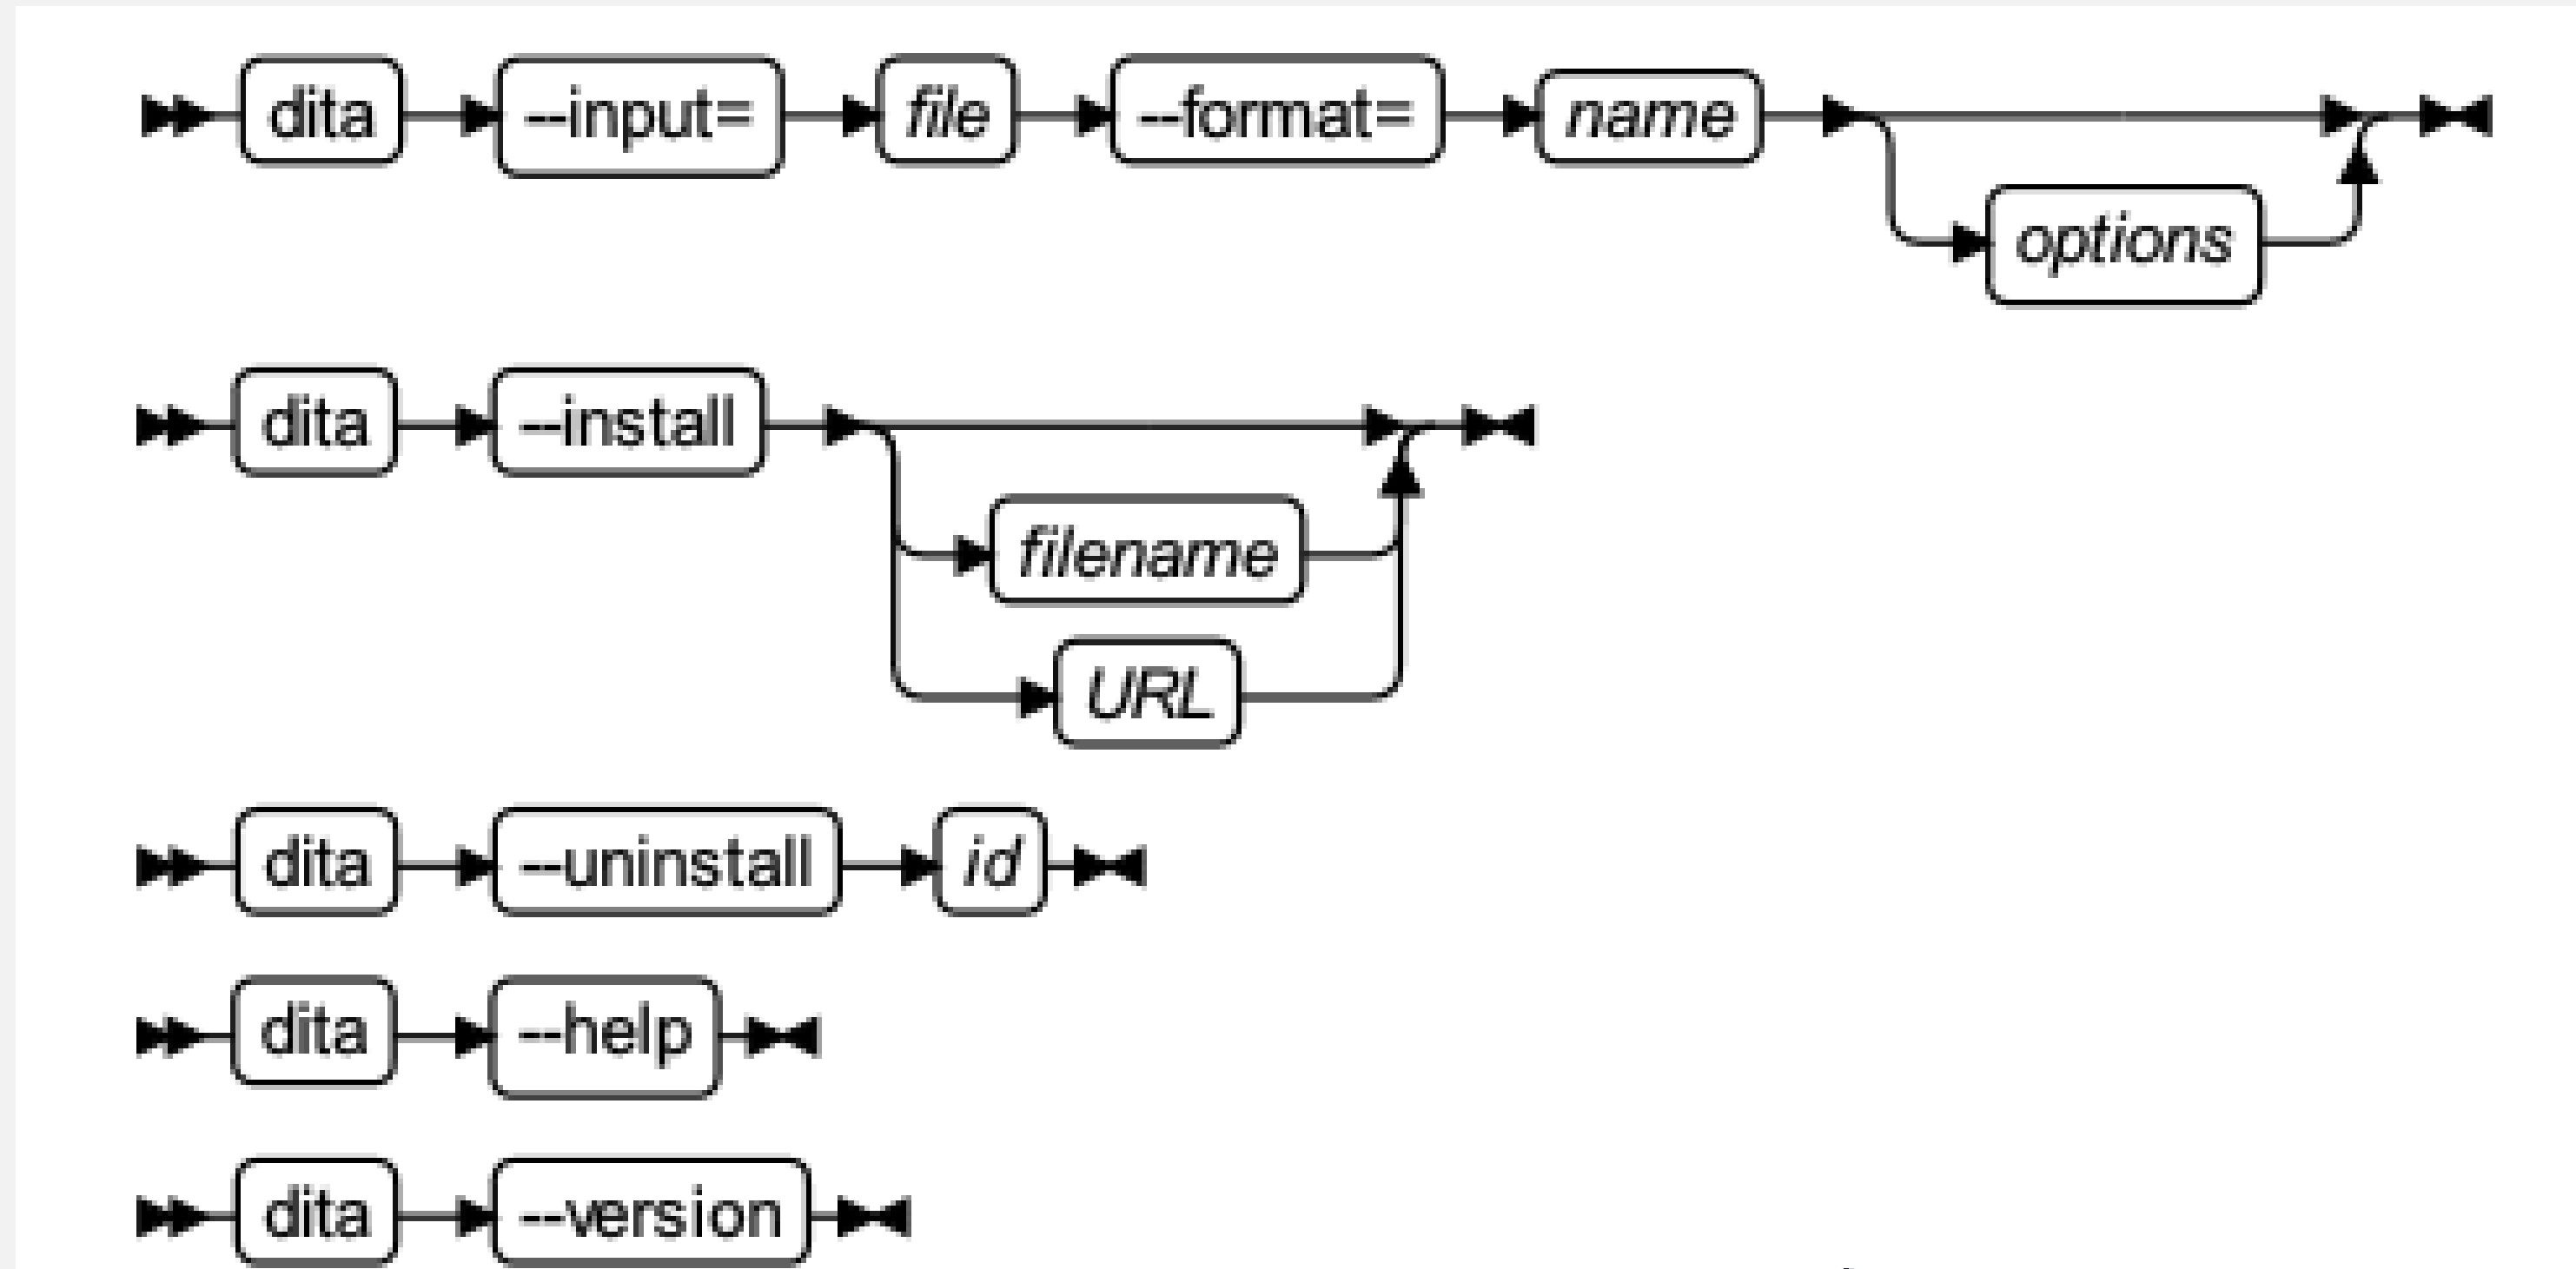 dita --input= file --format= name
options
dita --install
filename
URL
dita --uninstall id
dita --help
dita --version